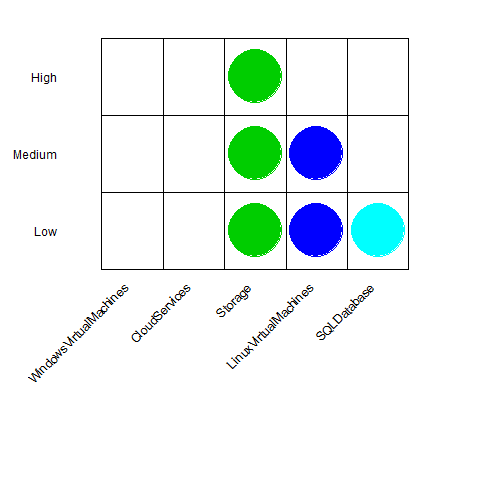 High
Medium
Low
WindowsVirtualMachines
CloudServices
Storage
LinuxVirtualMachines
SQLDatabase